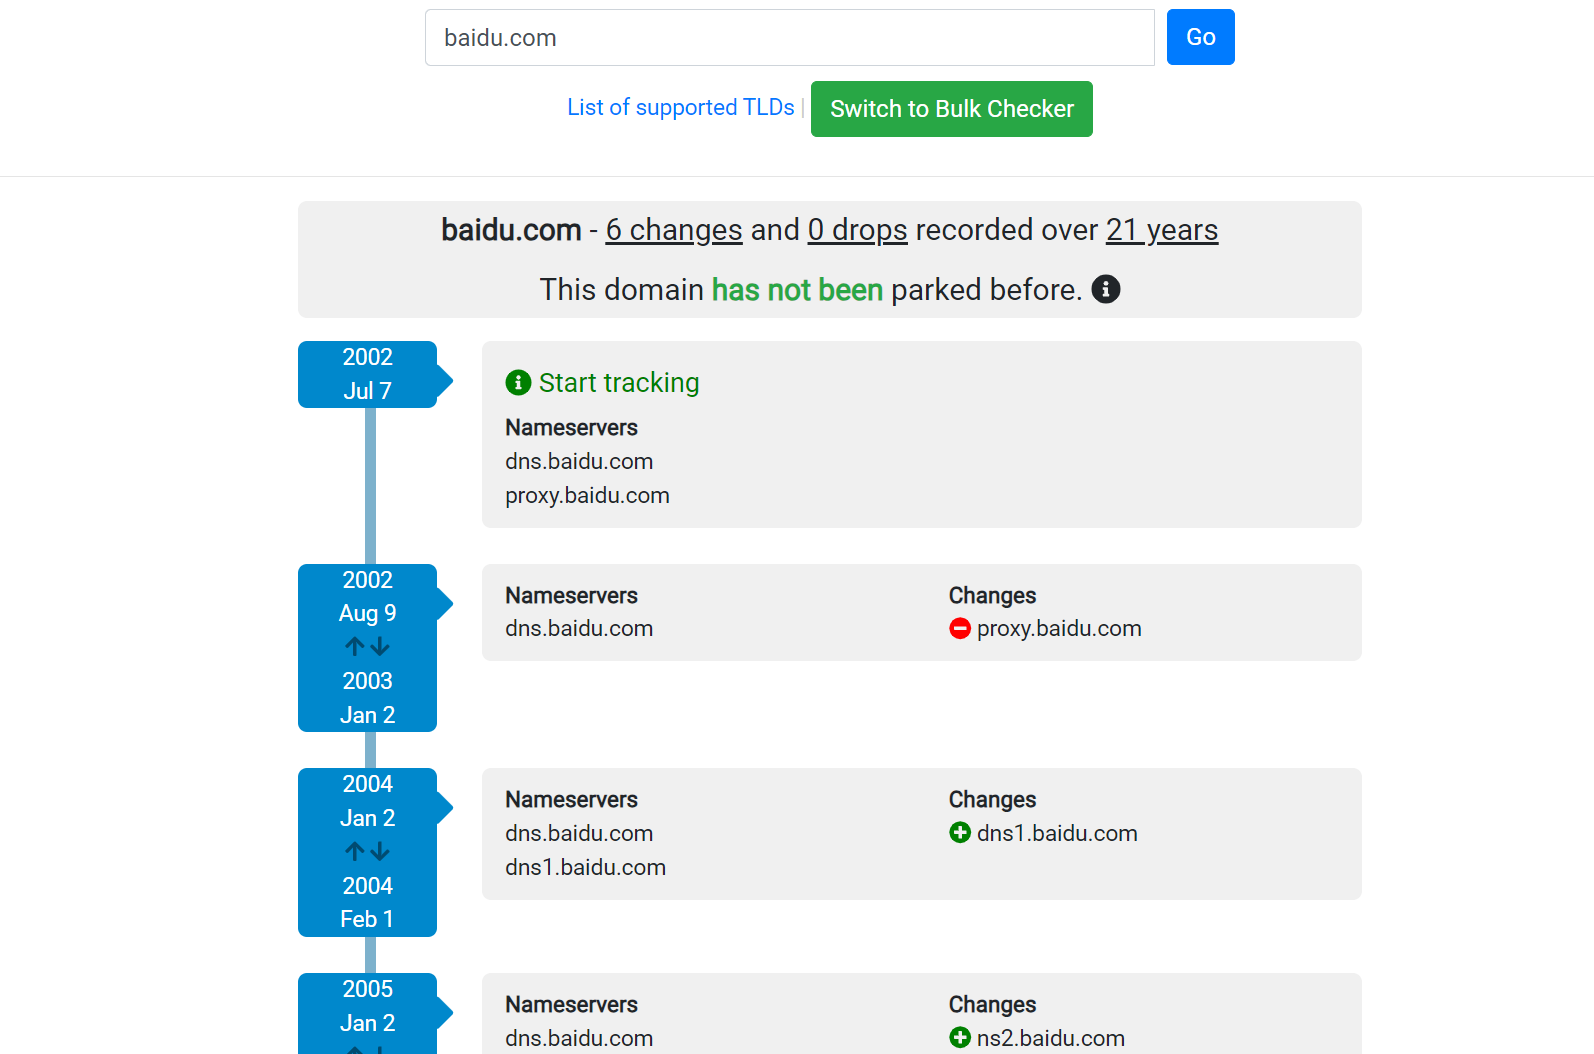 baidu.com
Go
List of supported TLDs | Switch to Bulk Checker
baidu.com - 6 changes and 0 drops recorded over 21 years
This domain has not been parked before.
2002
Jul 7
Start tracking
Nameservers
dns.baidu.com
proxy.baidu.com
2002
Aug 9
2003
Jan 2
Nameservers
dns.baidu.com
Changes
proxy.baidu.com
2004
Jan 2
2004
Feb 1
Nameservers
dns.baidu.com
dns1.baidu.com
Changes
dns1.baidu.com
2005
Jan 2
Nameservers
dns.baidu.com
Changes
ns2.baidu.com